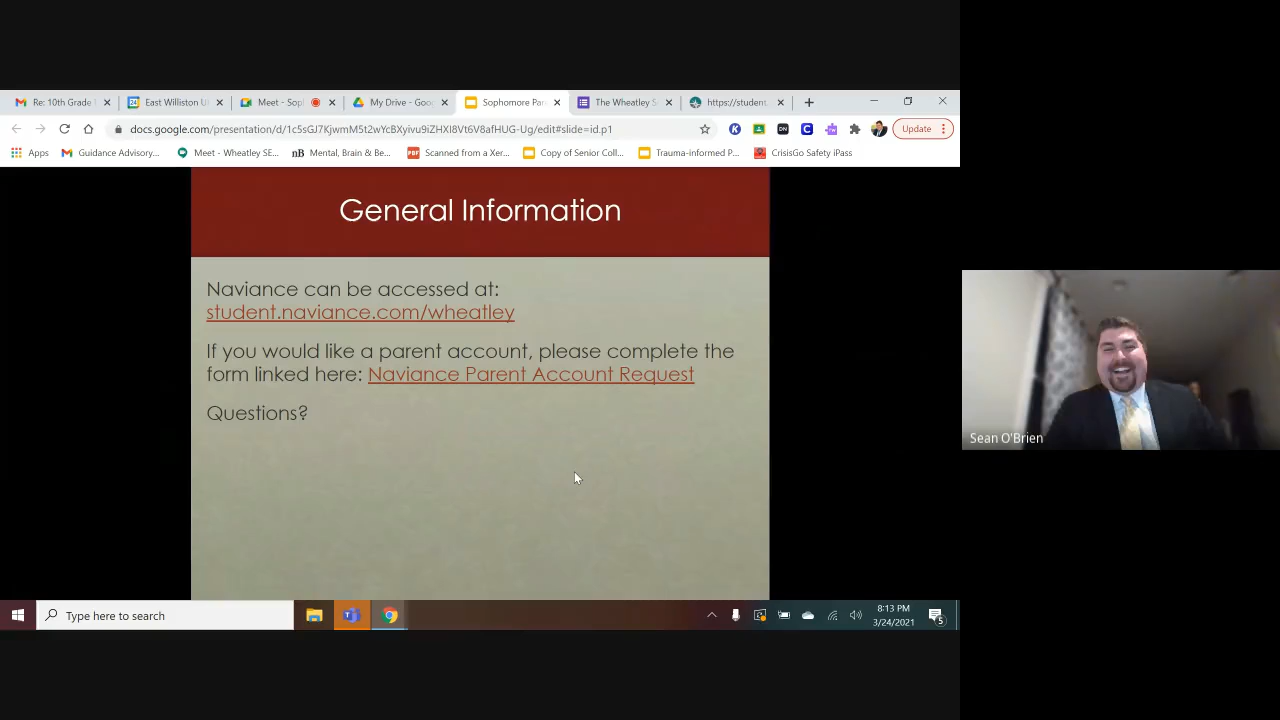 Re: 10th Grade
East Williston U
Meet - Sop
My Drive - Goo
Sophomore Par
The Wheatley S
https://student.
docs.google.com/presentation/d/1c5sGJ7KjwmM5t2wYcBXyivu9iZHXI8Vt6V8afHUG-Ug/edit#slide=id.p1
Update
Apps
Guidance Advisory...
Meet - Wheatley SE...
Mental, Brain & Be...
Scanned from a Xer...
Copy of Senior Coll...
Trauma-informed P...
CrisisGo Safety iPass
General Information
Naviance can be accessed at:
student.naviance.com/wheatley
If you would like a parent account, please complete the
form linked here: Naviance Parent Account Request
Questions?
Sean O'Brien
Type here to search
8:13 PM
3/24/2021
5